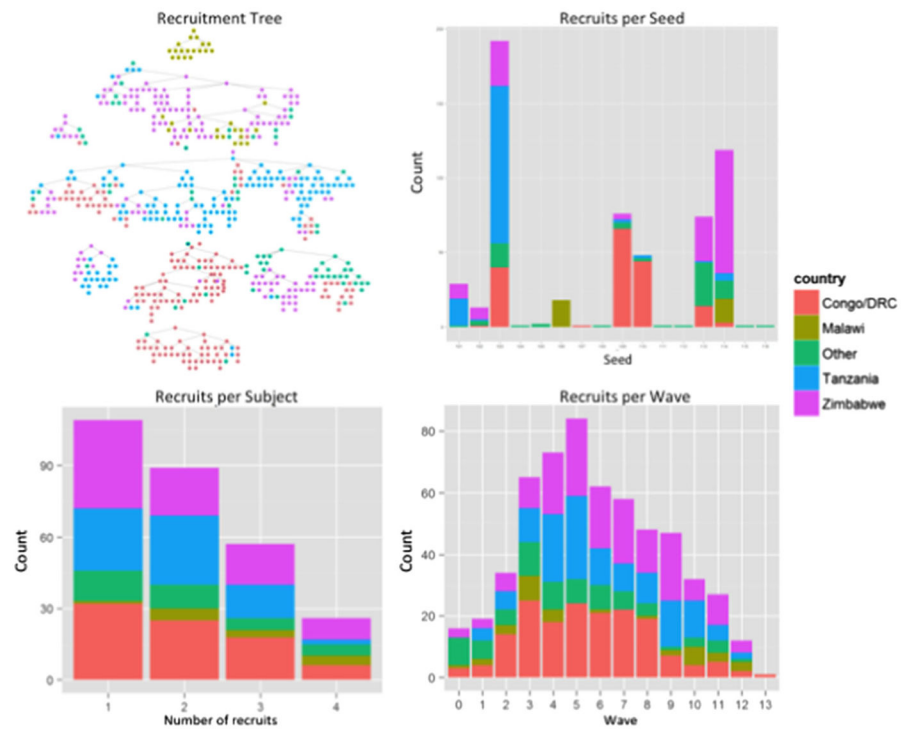 Recruitment Tree
Recruits per Seed
Count
Seed
country
Congo/DRC
Malawi
Other
Tanzania
Zimbabwe
Recruits per Subject
90
60
30
0
Count
1 2 3 4
Number of recruits
Recruits per Wave
80
60
40
20
0
Count
0 1 2 3 4 5 6 7 8 9 10 11 12 13
Wave